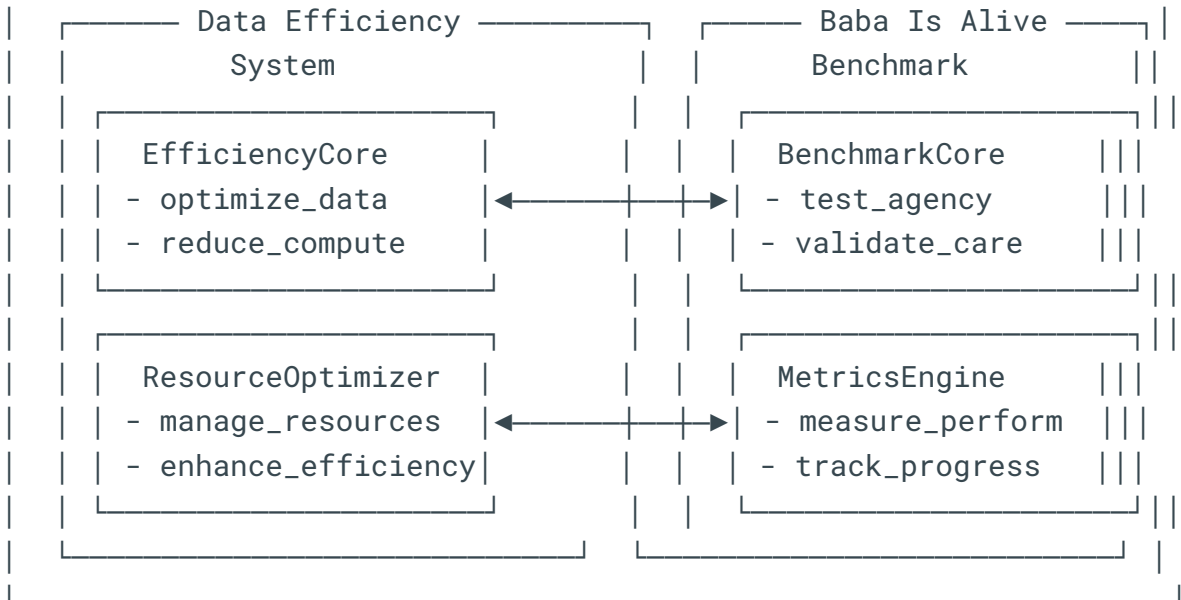 Data Efficiency Baba Is Alive
System Benchmark
EfficiencyCore BenchmarkCore
- optimize_data - test_agency
- reduce_compute - validate_care
ResourceOptimizer MetricsEngine
- manage_resources - measure_perform
- enhance_efficiency - track_progress